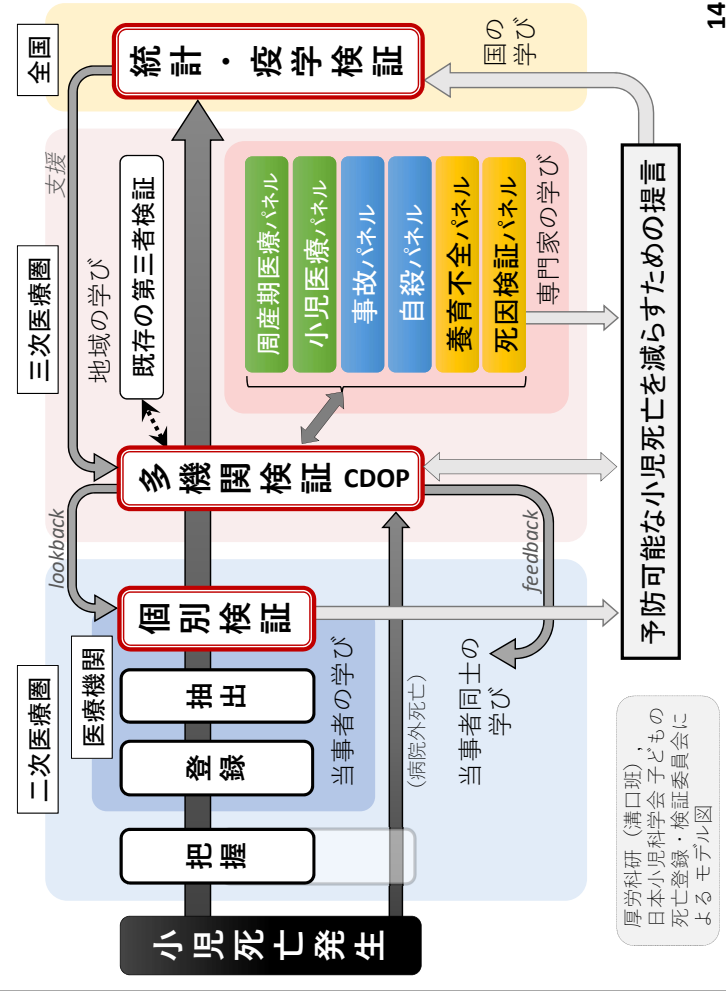 二次医療圏
三次医療圏
全国
医療機関
lookback
支援
小児死亡発生
把握
登録
抽出
個別検証
多機関検証 CDOP
統計・疫学検証
地域の学び
既存の第三者検証
周産期医療パネル
小児医療パネル
事故パネル
自殺パネル
養育不全パネル
死因検証パネル
専門家の学び
国の
学び
当事者の学び
(病院外死亡)
当事者同士の
学び
feedback
予防可能な小児死亡を減らすための提言
厚労科研(溝口班),
日本小児科学会 子どもの
死亡登録・検証委員会に
よる モデル図
14